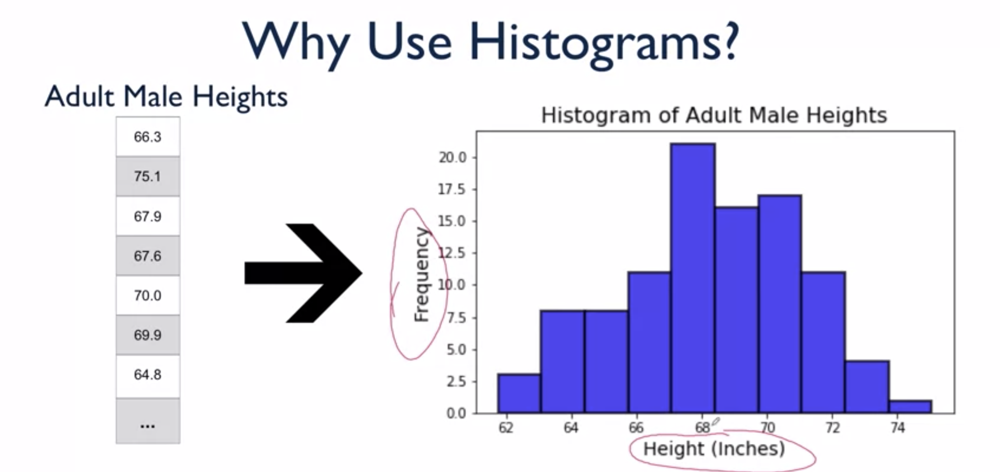 Why Use Histograms?
Adult Male Heights
66.3
75.1
67.9
67.6
70.0
69.9
64.8
...
Histogram of Adult Male Heights
Frequency
20.0
17.5
15.0
12.5
10.0
7.5
5.0
2.5
0.0
62 64 66 68 70 72 74
Height (Inches)